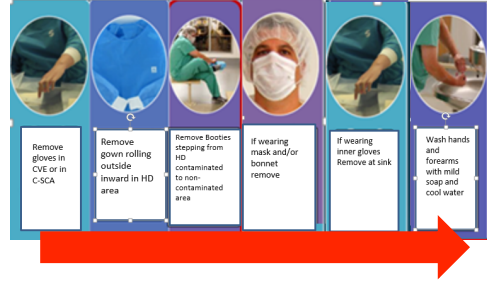 Remove
gloves in
CVE or in
C-SCA
Remove
gown rolling
outside
inward in HD
area
Remove Booties
stepping from
HD
contaminated
to non-
contaminated
area
If wearing
mask and/or
bonnet
remove
If wearing
inner gloves
Remove at sink
Wash hands
and
forearms
with mild
soap and
cool water